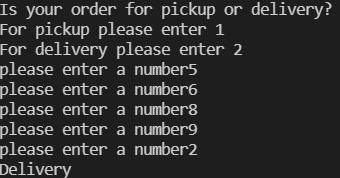 Is your order for pickup or delivery?
For pickup please enter 1
For delivery please enter 2
please enter a number5
please enter a number6
please enter a number8
please enter a number9
please enter a number2
Delivery